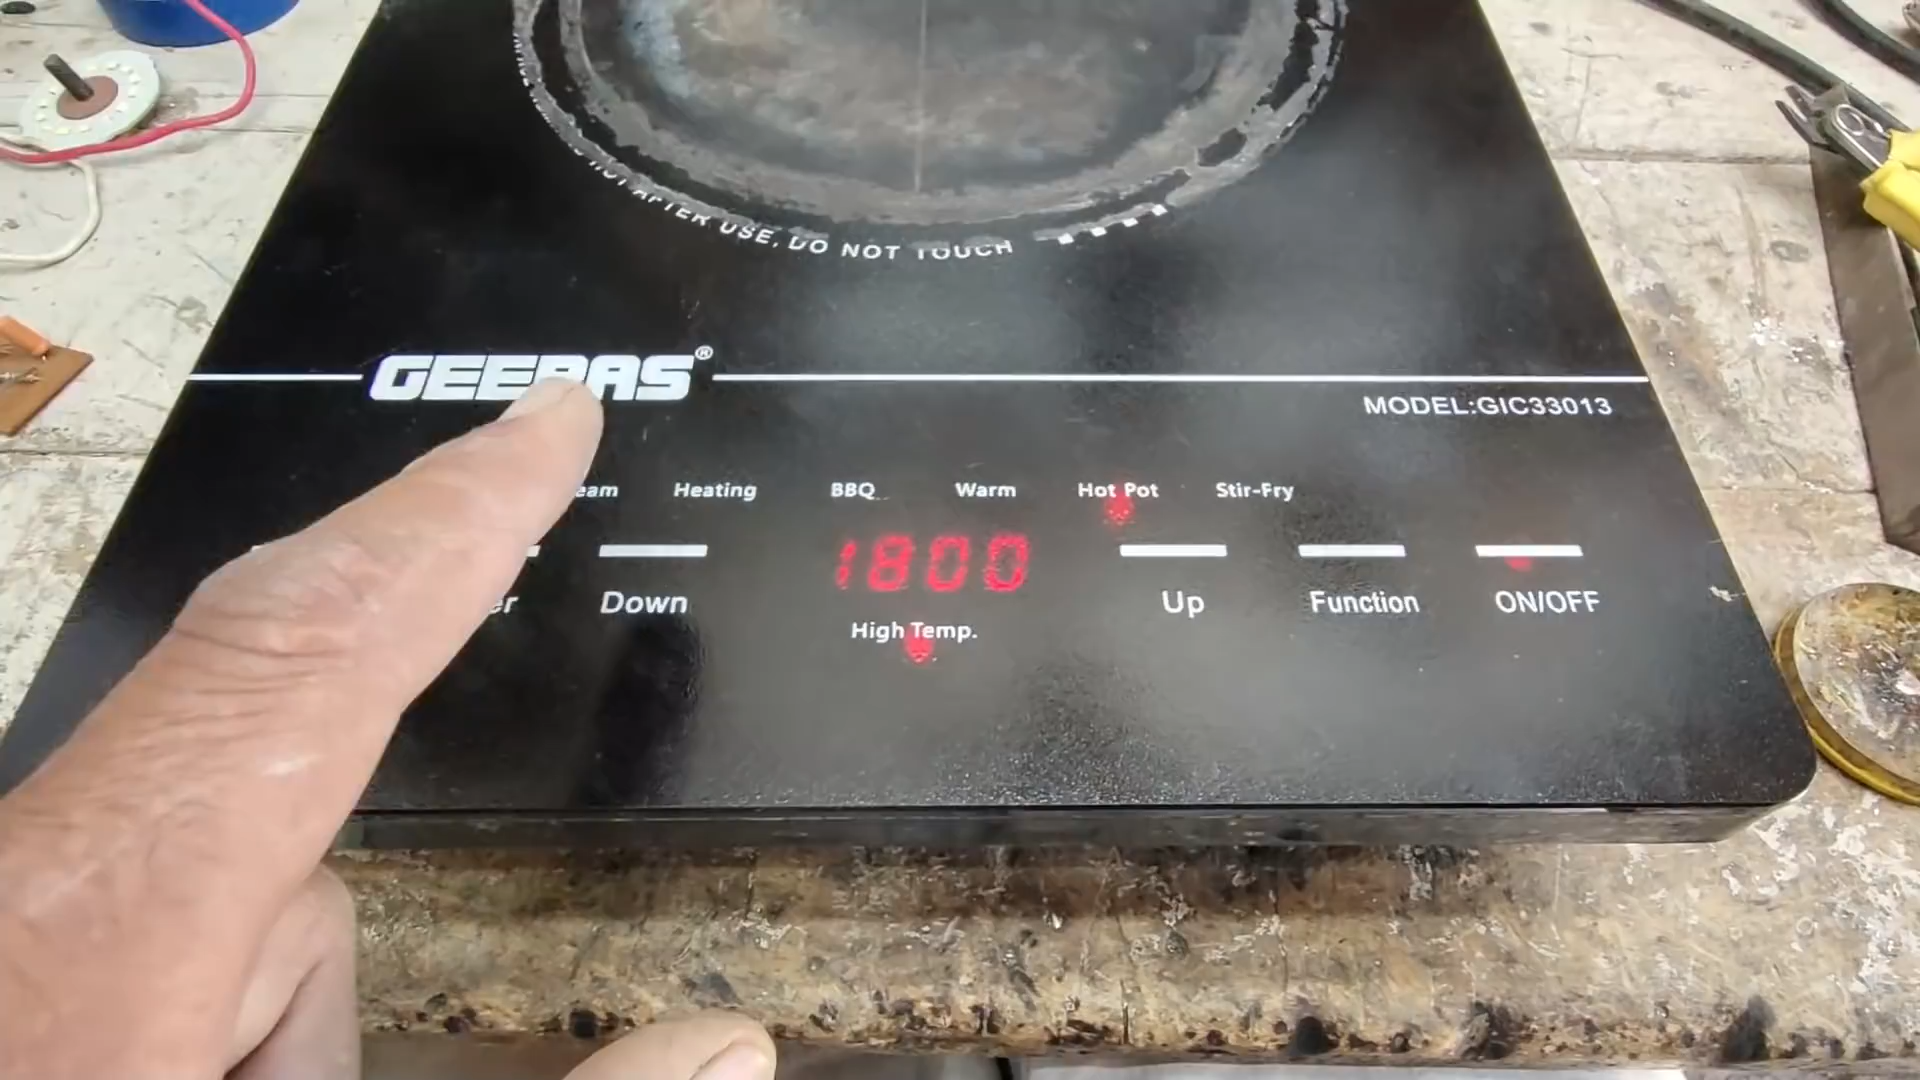 AFTER USE, DO NOT TOUCH
GEEPAS®
MODEL:GIC33013
Heating BBQ Warm Hot Pot Stir-Fry
1800
Down Up Function ON/OFF
High Temp.